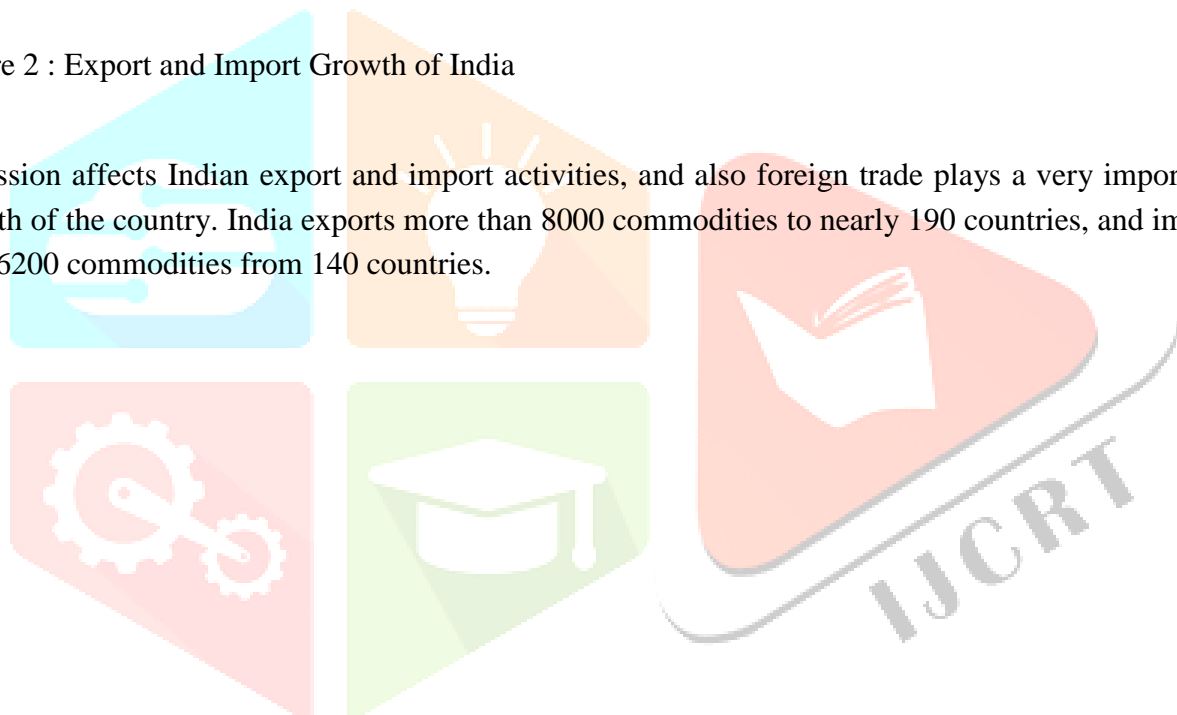 re 2 : Export and Import Growth of India
ssion affects Indian export and import activities, and also foreign trade plays a very impor
th of the country. India exports more than 8000 commodities to nearly 190 countries, and im
6200 commodities from 140 countries.
IJCRT